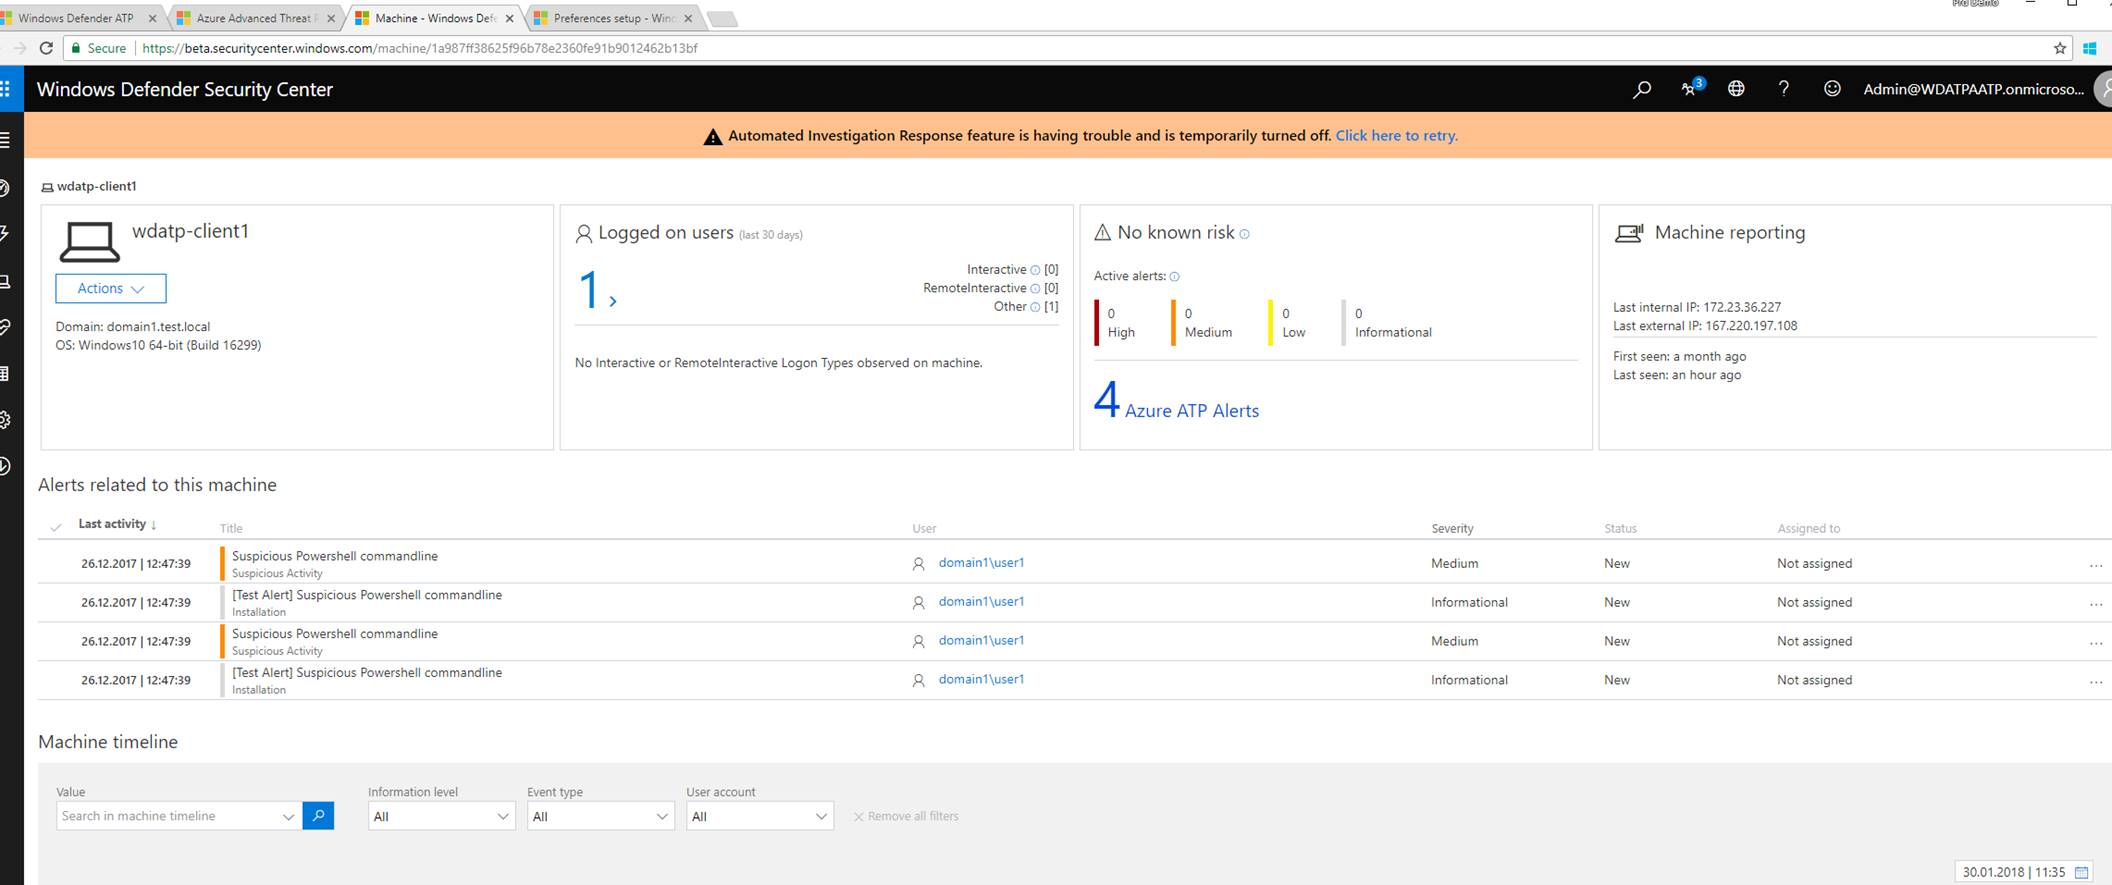 Pro Demo
Windows Defender ATP
Azure Advanced Threat P
Machine - Windows Defe
Preferences setup - Wind
Secure
https://beta.securitycenter.windows.com/machine/1a987ff38625f96b78e2360fe91b9012462b13bf
Windows Defender Security Center
3
?
Admin@WDATPAATP.onmicroso...
Automated Investigation Response feature is having trouble and is temporarily turned off. Click here to retry.
wdatp-client1
wdatp-client1
Actions
Domain: domain1.test.local
OS: Windows10 64-bit (Build 16299)
Logged on users (last 30 days)
1 >
Interactive [0]
RemoteInteractive [0]
Other [1]
No Interactive or RemoteInteractive Logon Types observed on machine.
No known risk
Active alerts:
0 High
0 Medium
0 Low
0 Informational
4 Azure ATP Alerts
Machine reporting
Last internal IP: 172.23.36.227
Last external IP: 167.220.197.108
First seen: a month ago
Last seen: an hour ago
Alerts related to this machine
Last activity ↓ Title User Severity Status Assigned to
26.12.2017 | 12:47:39 Suspicious Powershell commandline domain1\user1 Medium New Not assigned ...
Suspicious Activity
26.12.2017 | 12:47:39 [Test Alert] Suspicious Powershell commandline domain1\user1 Informational New Not assigned ...
Installation
26.12.2017 | 12:47:39 Suspicious Powershell commandline domain1\user1 Medium New Not assigned ...
Suspicious Activity
26.12.2017 | 12:47:39 [Test Alert] Suspicious Powershell commandline domain1\user1 Informational New Not assigned ...
Installation
Machine timeline
Value Information level Event type User account
Search in machine timeline All All All Remove all filters
30.01.2018 | 11:35